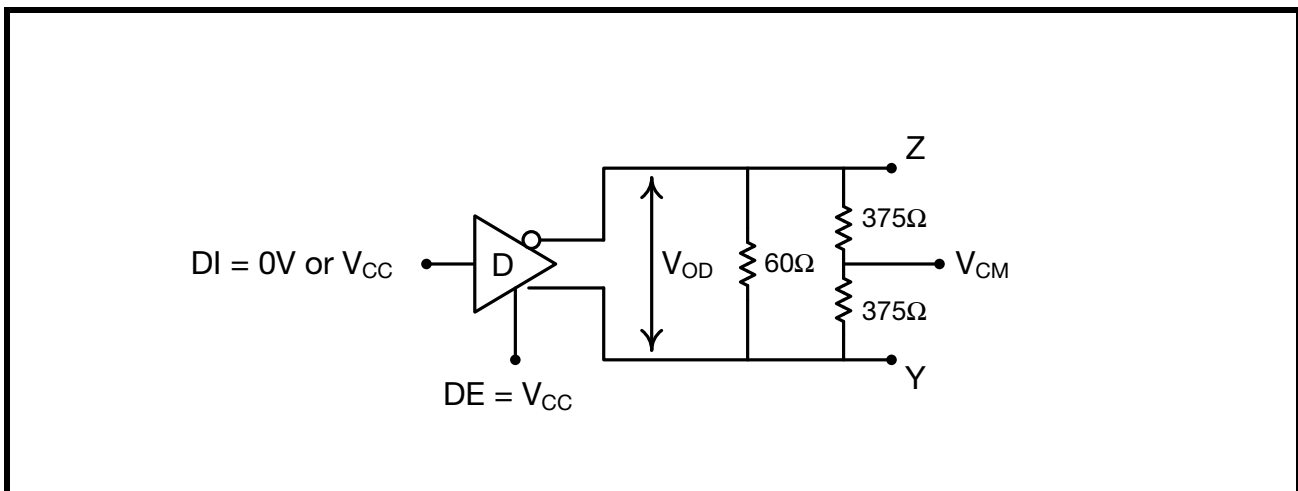 Z
375Ω
DI = 0V or VCC
D
VOD
60Ω
VCM
375Ω
Y
DE = VCC